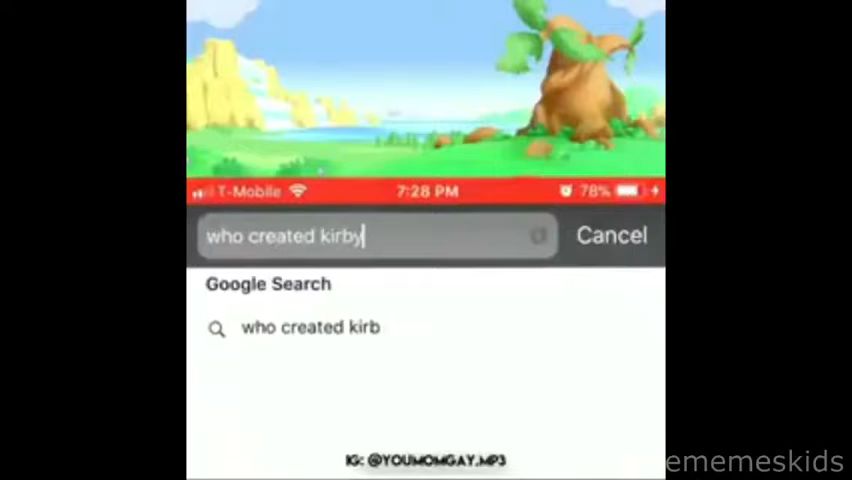 T-Mobile 7:28 PM 78%
who created kirby Cancel
Google Search
who created kirb
IG: @YOUMOMGAY.MP3
ememeskids